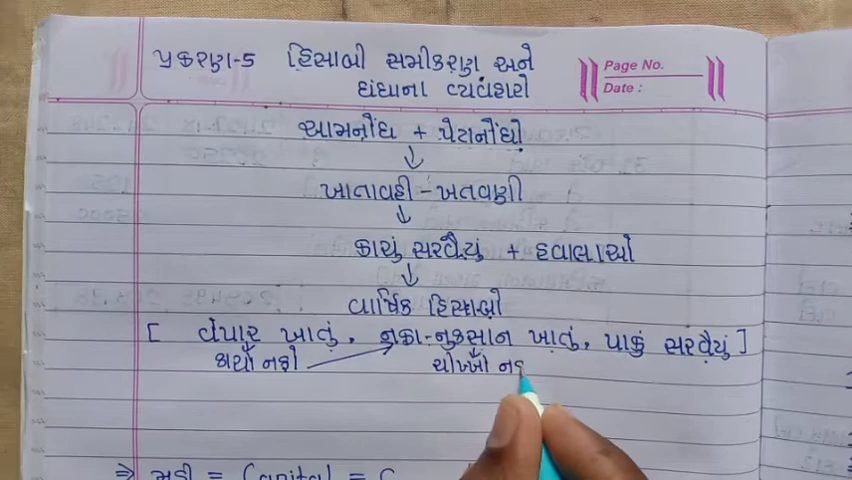 પ્રકરણ-5 હિસાબી સમીકરણ અને
ધંધાના વ્યવહારો
Page No.
Date :
આમનોંધ + પેટાનોંધો
↓
ખાતાવહી - ખતવણી
↓
કાચું સરવૈયું + હવાલાઓ
↓
વાર્ષિક હિસાબો
[ વેપાર ખાતું, નફા-નુકસાન ખાતું, પાકું સરવૈયું ]
કાચો નફો → ચોખ્ખો નફ
⇒ મૂડી = Capital = C